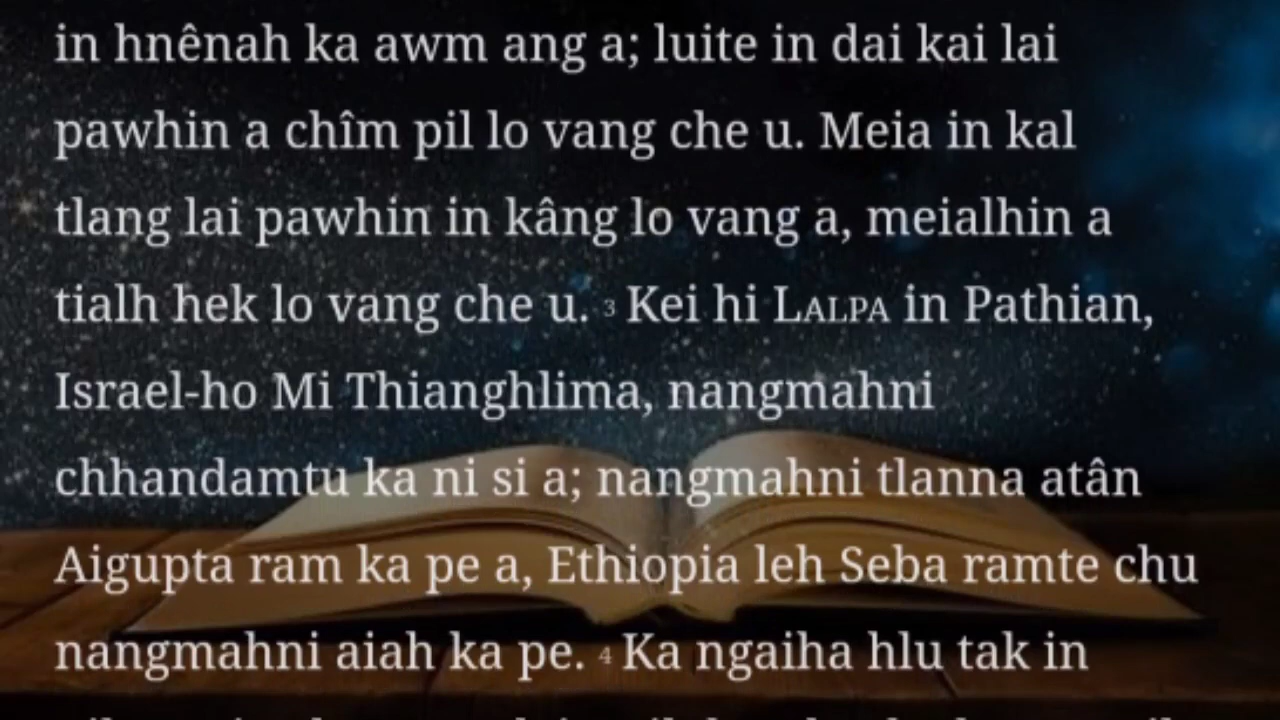 in hnênah ka awm ang a; luite in dai kai lai
pawhin a chîm pil lo vang che u. Meia in kal
tlang lai pawhin in kâng lo vang a, meialhin a
tialh hek lo vang che u. 3 Kei hi LALPA in Pathian,
Israel-ho Mi Thianghlima, nangmahni
chhandamtu ka ni si a; nangmahni tlanna atân
Aigupta ram ka pe a, Ethiopia leh Seba ramte chu
nangmahni aiah ka pe. 4 Ka ngaiha hlu tak in